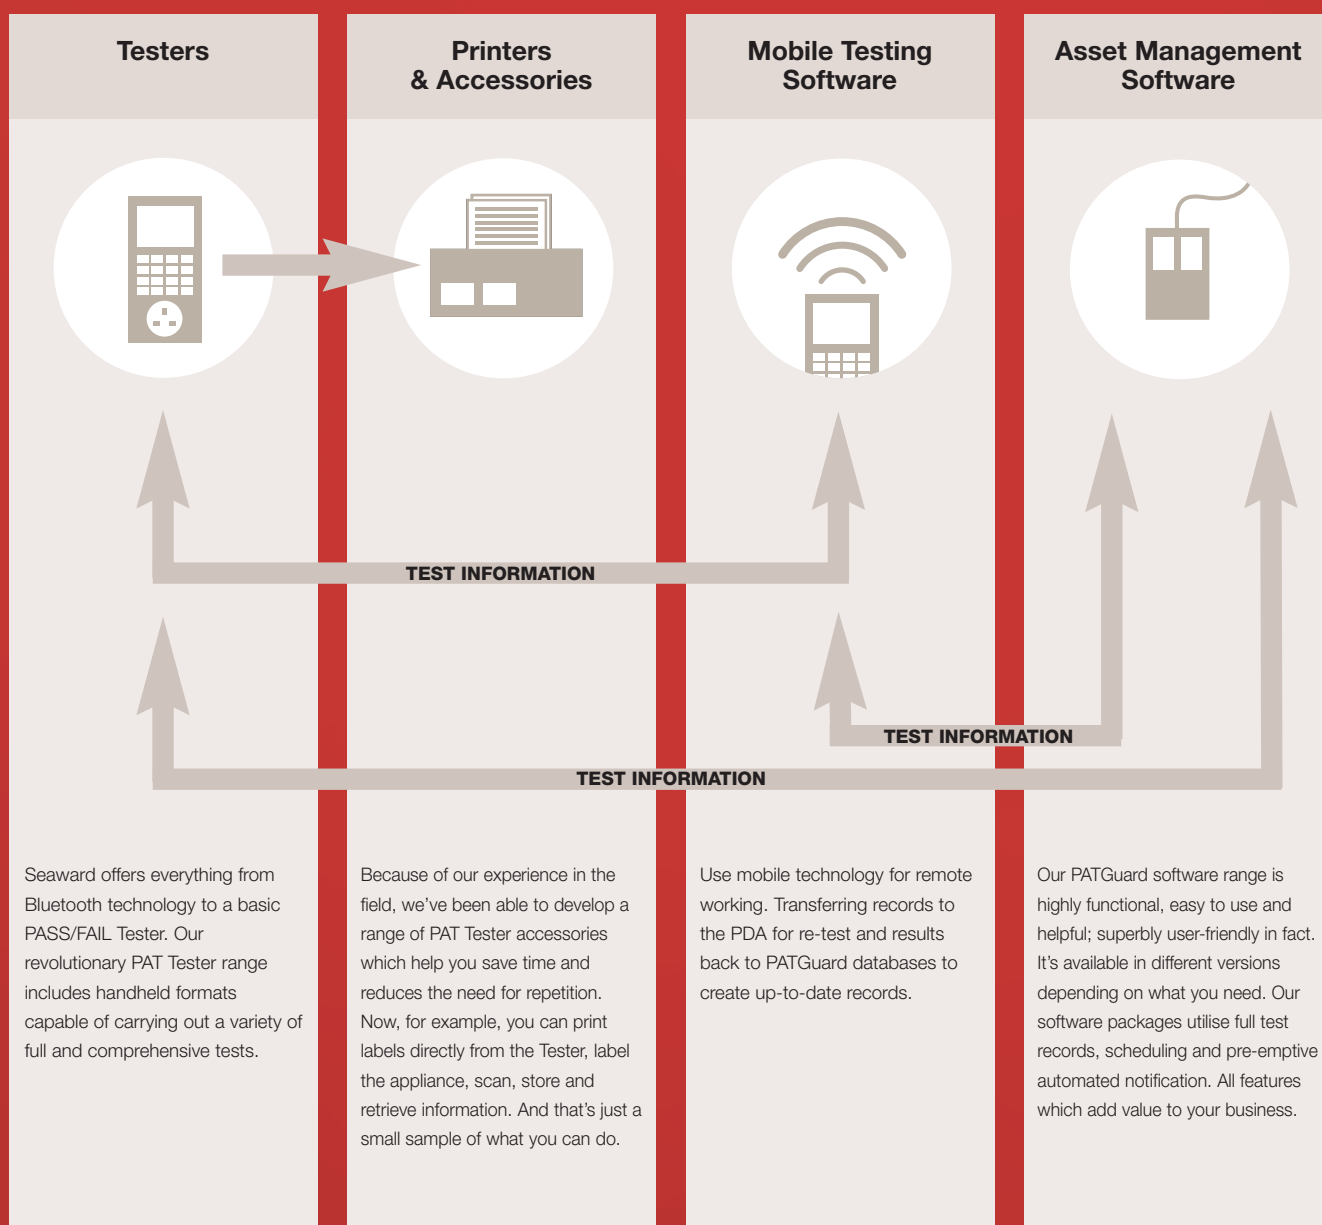 Testers
Printers
& Accessories
Mobile Testing
Software
Asset Management
Software
TEST INFORMATION
TEST INFORMATION
TEST INFORMATION
Seaward offers everything from
Bluetooth technology to a basic
PASS/FAIL Tester. Our
revolutionary PAT Tester range
includes handheld formats
capable of carrying out a variety of
full and comprehensive tests.
Because of our experience in the
field, we’ve been able to develop a
range of PAT Tester accessories
which help you save time and
reduces the need for repetition.
Now, for example, you can print
labels directly from the Tester, label
the appliance, scan, store and
retrieve information. And that’s just a
small sample of what you can do.
Use mobile technology for remote
working. Transferring records to
the PDA for re-test and results
back to PATGuard databases to
create up-to-date records.
Our PATGuard software range is
highly functional, easy to use and
helpful; superbly user-friendly in fact.
It’s available in different versions
depending on what you need. Our
software packages utilise full test
records, scheduling and pre-emptive
automated notification. All features
which add value to your business.